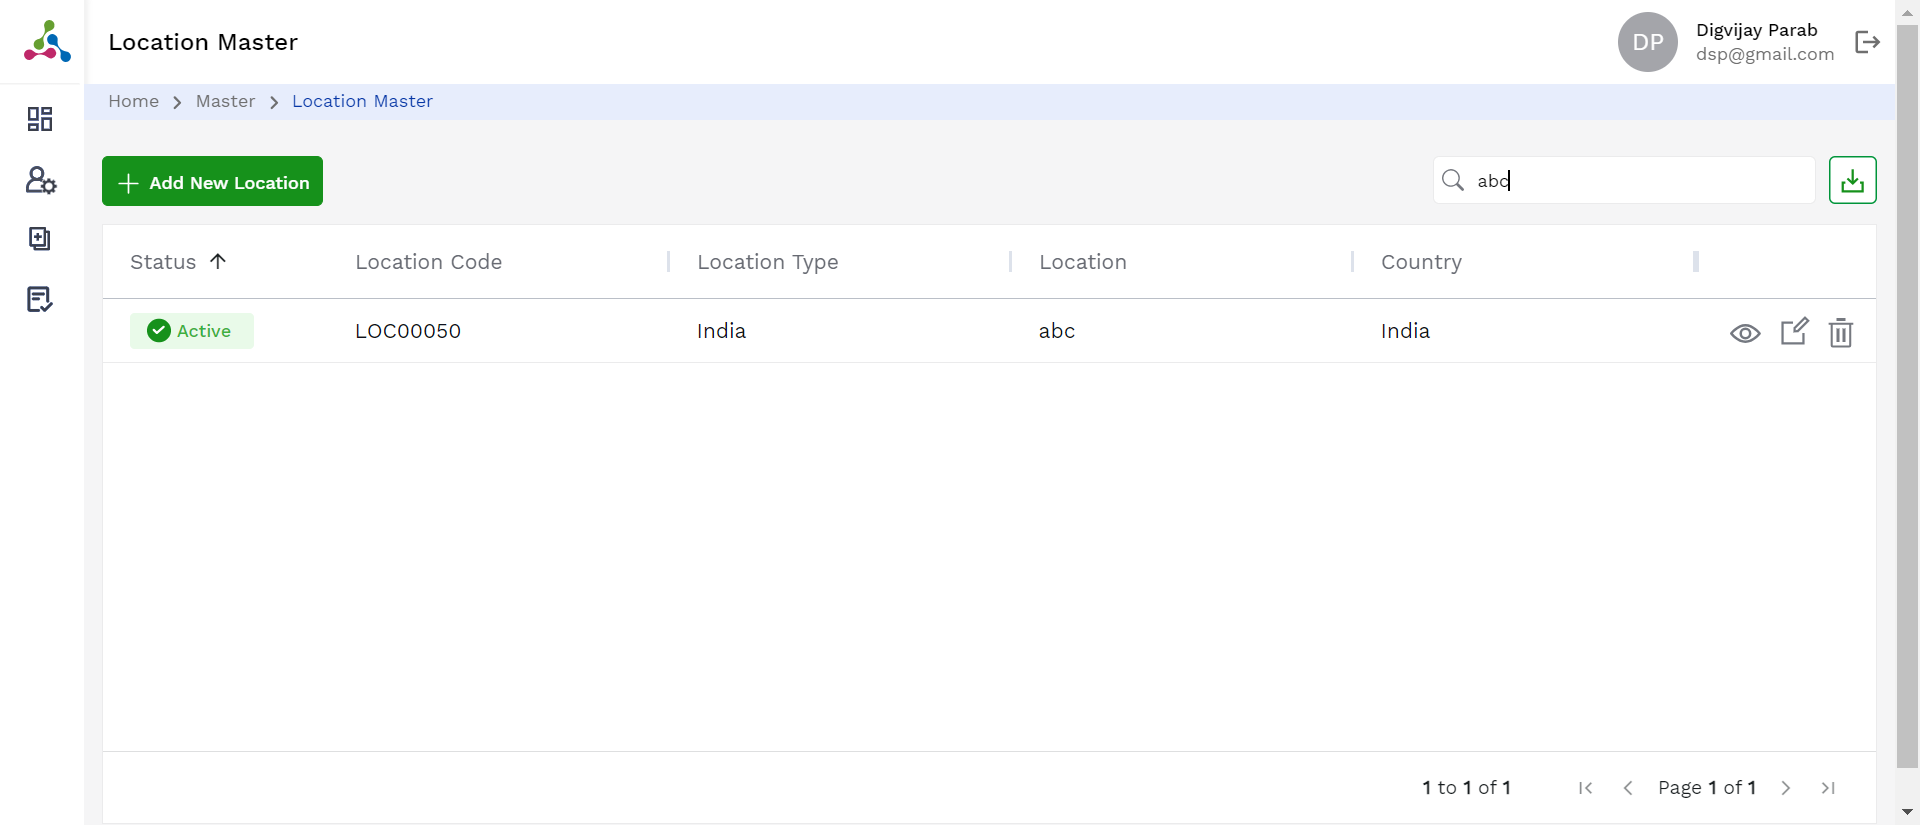 Location Master
DP
Digvijay Parab
dsp@gmail.com
Home > Master > Location Master
Add New Location
abc
Status Location Code Location Type Location Country
Active LOC00050 India abc India
1 to 1 of 1 Page 1 of 1